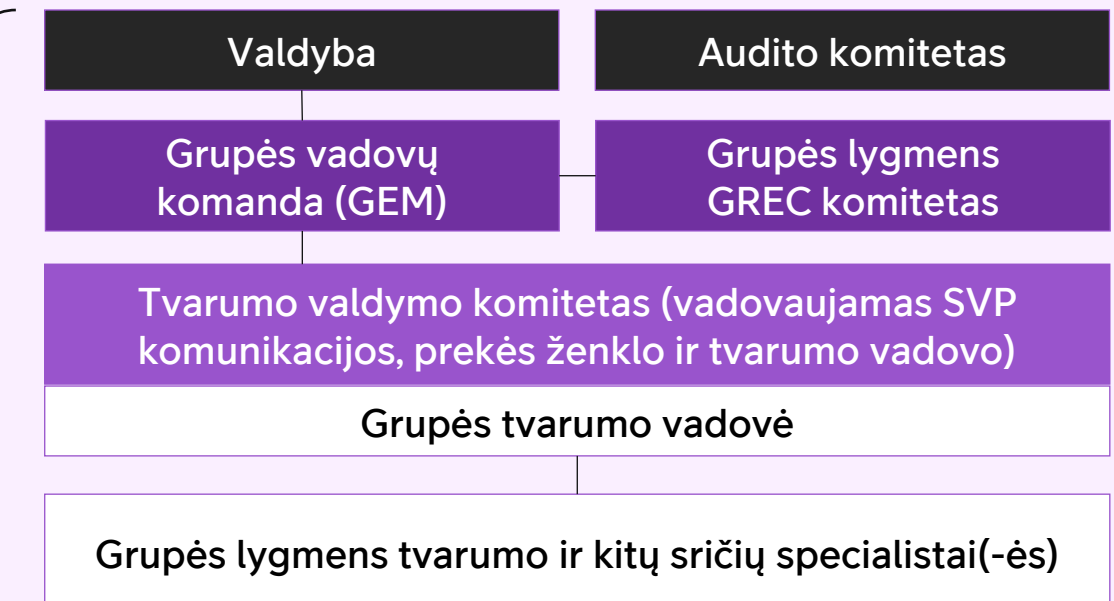 Valdyba
Audito komitetas
Grupės vadovų
komanda (GEM)
Grupės lygmens
GREC komitetas
Tvarumo valdymo komitetas (vadovaujamas SVP
komunikacijos, prekės ženklo ir tvarumo vadovo)
Grupės tvarumo vadovė
Grupės lygmens tvarumo ir kitų sričių specialistai(-ės)